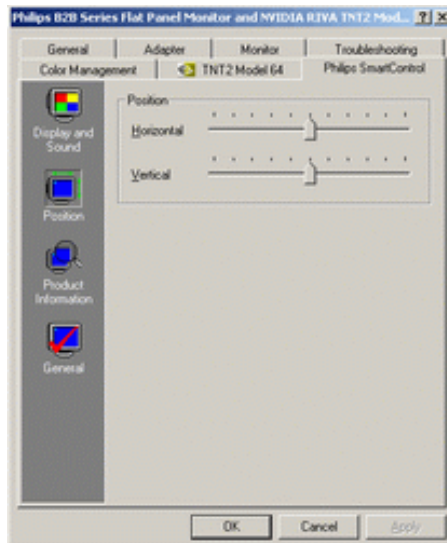 Philips B2B Series Flat Panel Monitor and NVIDIA RIVA TNT2 Mod...
General
Adapter
Monitor
Troubleshooting
Color Management
TNT2 Model 64
Philips SmartControl
Display and
Sound
Position
Product
Information
General
Position
Horizontal
Vertical
OK
Cancel
Apply